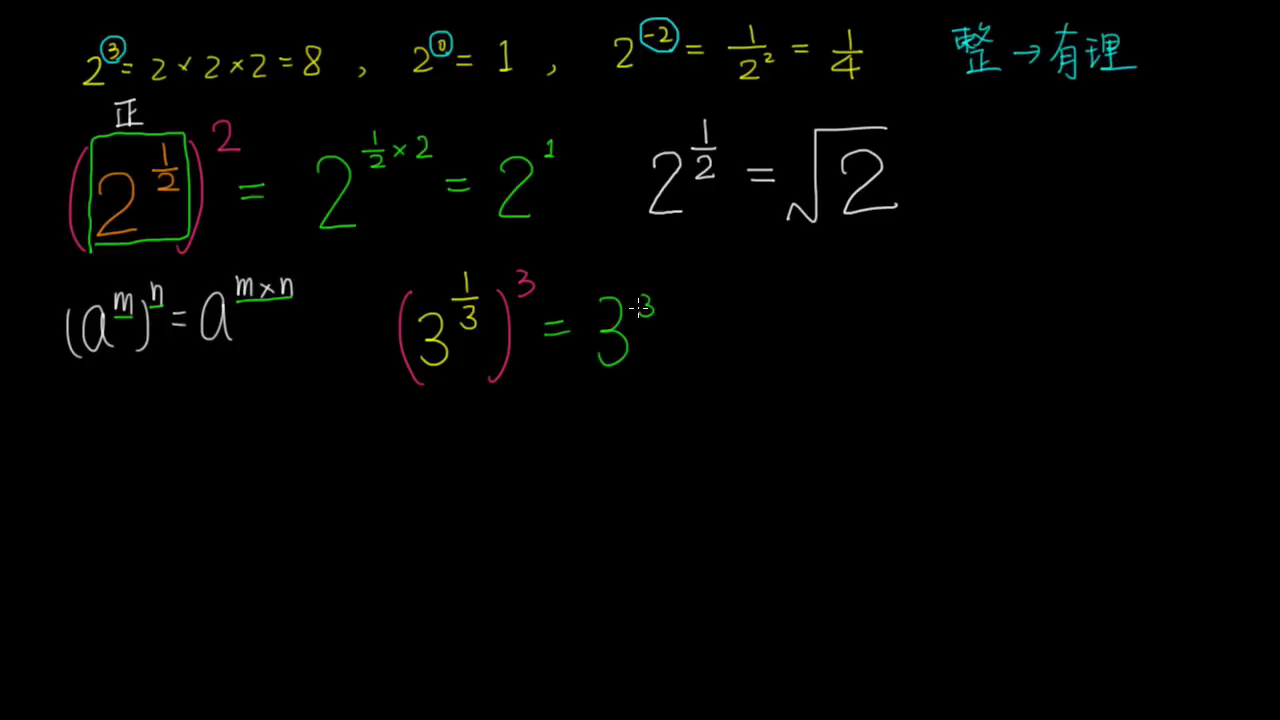 2³ = 2 × 2 × 2 = 8 , 2⁰ = 1 , 2⁻² = 1/2² = 1/4 整 → 有理
正
(2^(1/2))² = 2^(1/2 × 2) = 2¹ 2^(1/2) = √2
(a^m)^n = a^(m×n) (3^(1/3))³ = 3³